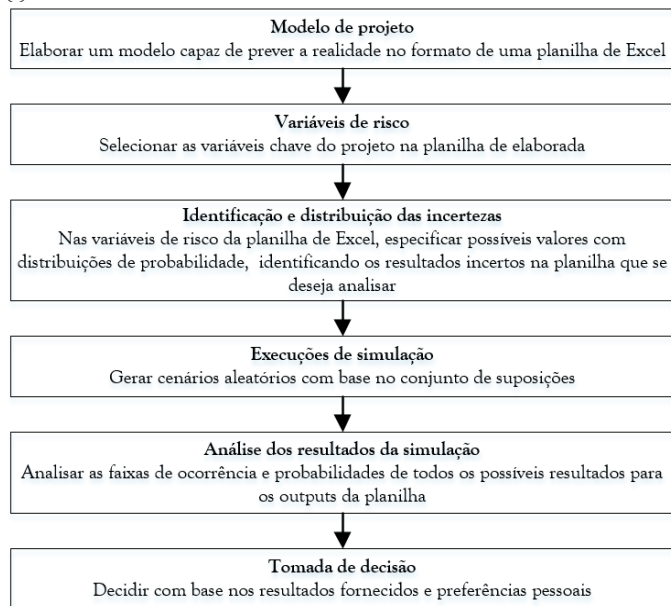 Modelo de projeto
Elaborar um modelo capaz de prever a realidade no formato de uma planilha de Excel
Variáveis de risco
Selecionar as variáveis chave do projeto na planilha de elaborada
Identificação e distribuição das incertezas
Nas variáveis de risco da planilha de Excel, especificar possíveis valores com
distribuições de probabilidade, identificando os resultados incertos na planilha que se
deseja analisar
Execuções de simulação
Gerar cenários aleatórios com base no conjunto de suposições
Análise dos resultados da simulação
Analisar as faixas de ocorrência e probabilidades de todos os possíveis resultados para
os outputs da planilha
Tomada de decisão
Decidir com base nos resultados fornecidos e preferências pessoais